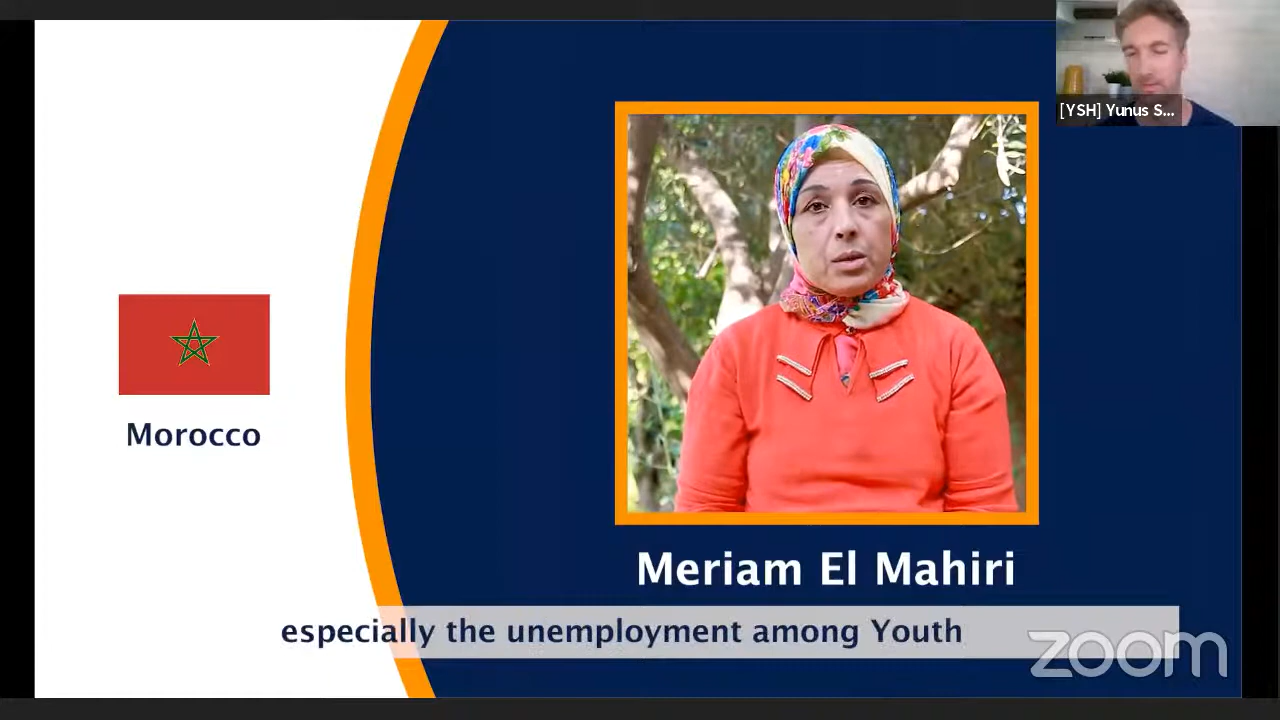 [YSH] Yunus S...
Morocco
Meriam El Mahiri
especially the unemployment among Youth
zoom